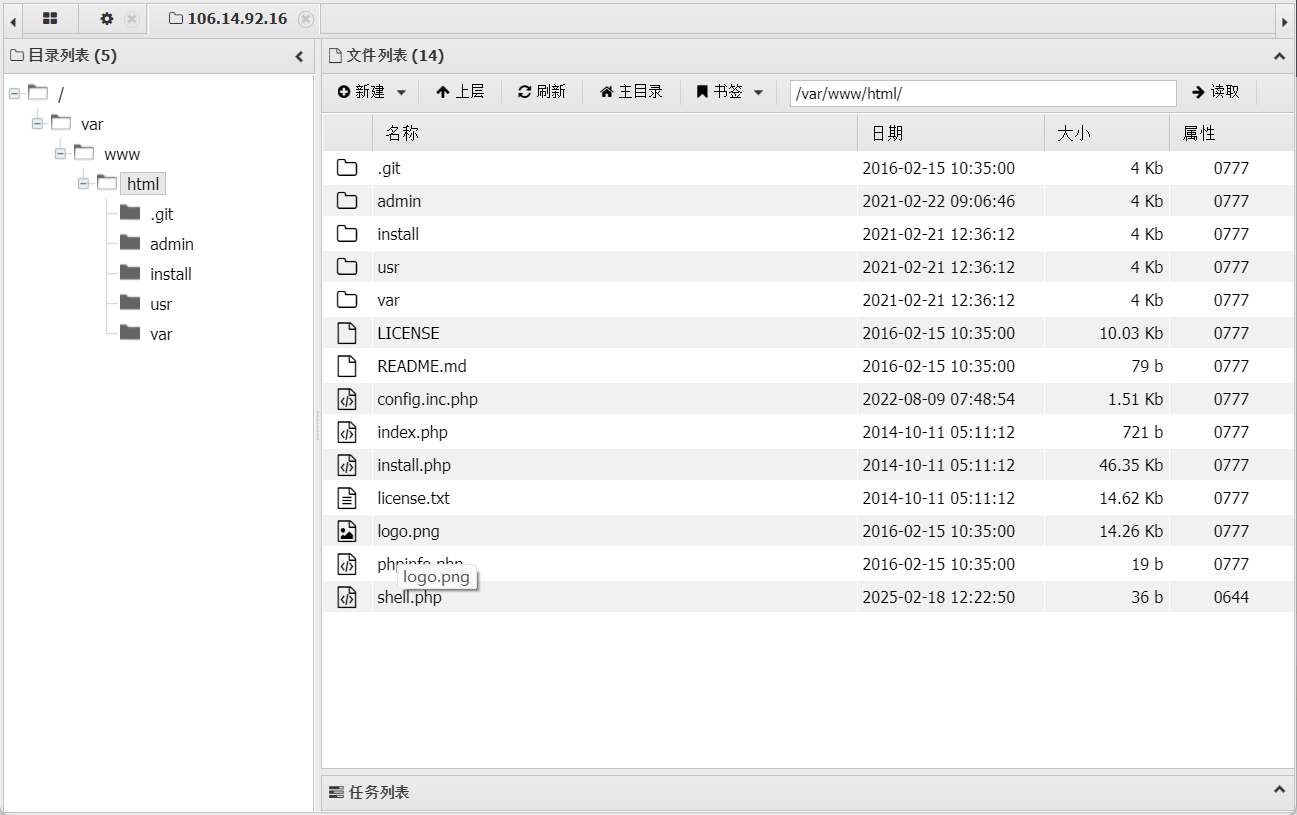 106.14.92.16
目录列表 (5)
文件列表 (14)
新建 上层 刷新 主目录 书签 /var/www/html/ 读取
/
var
www
html
.git
admin
install
usr
var
名称 日期 大小 属性
.git 2016-02-15 10:35:00 4 Kb 0777
admin 2021-02-22 09:06:46 4 Kb 0777
install 2021-02-21 12:36:12 4 Kb 0777
usr 2021-02-21 12:36:12 4 Kb 0777
var 2021-02-21 12:36:12 4 Kb 0777
LICENSE 2016-02-15 10:35:00 10.03 Kb 0777
README.md 2016-02-15 10:35:00 79 b 0777
config.inc.php 2022-08-09 07:48:54 1.51 Kb 0777
index.php 2014-10-11 05:11:12 721 b 0777
install.php 2014-10-11 05:11:12 46.35 Kb 0777
license.txt 2014-10-11 05:11:12 14.62 Kb 0777
logo.png 2016-02-15 10:35:00 14.26 Kb 0777
phpinfo.php 2016-02-15 10:35:00 19 b 0777
logo.png
shell.php 2025-02-18 12:22:50 36 b 0644
任务列表